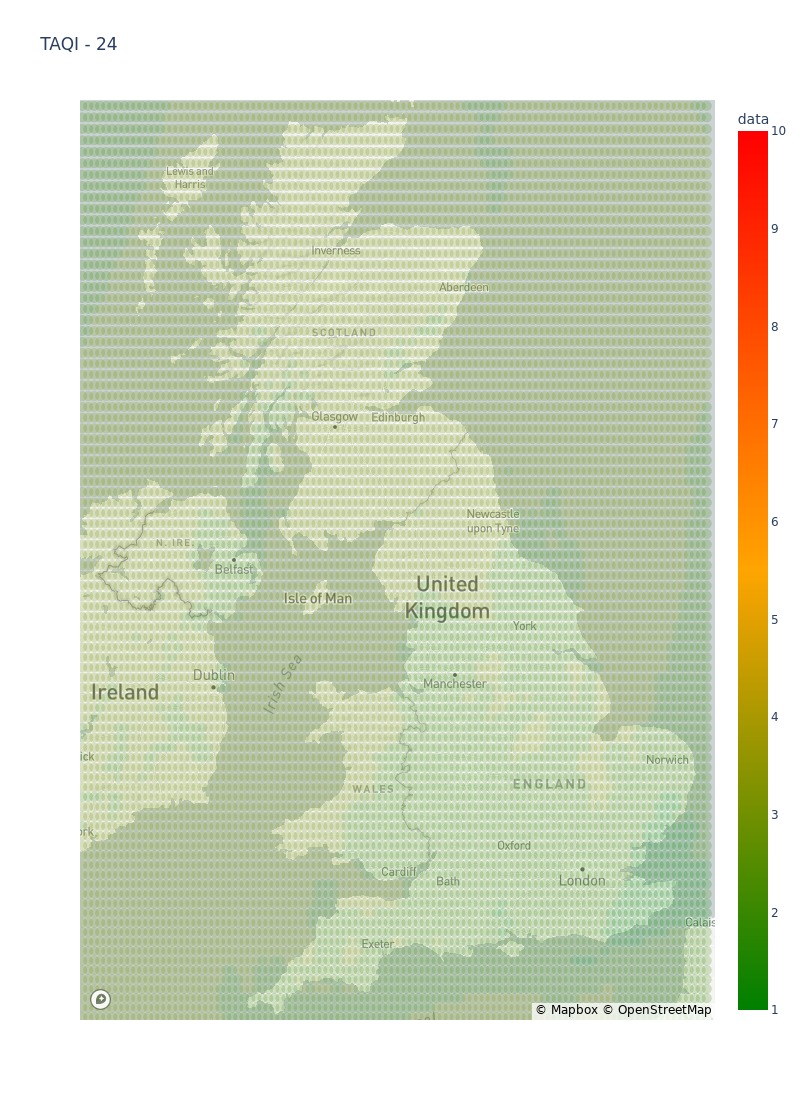 TAQI - 24
data
10
9
8
7
6
5
4
3
2
1
Lewis and
Harris
Inverness
Aberdeen
SCOTLAND
Glasgow
Edinburgh
Newcastle
upon Tyne
N. IRE.
Belfast
Isle of Man
United
Kingdom
York
Irish Sea
Dublin
Manchester
Ireland
ick
Norwich
WALES
ENGLAND
ork
Oxford
Cardiff
Bath
London
Calais
Exeter
© Mapbox © OpenStreetMap